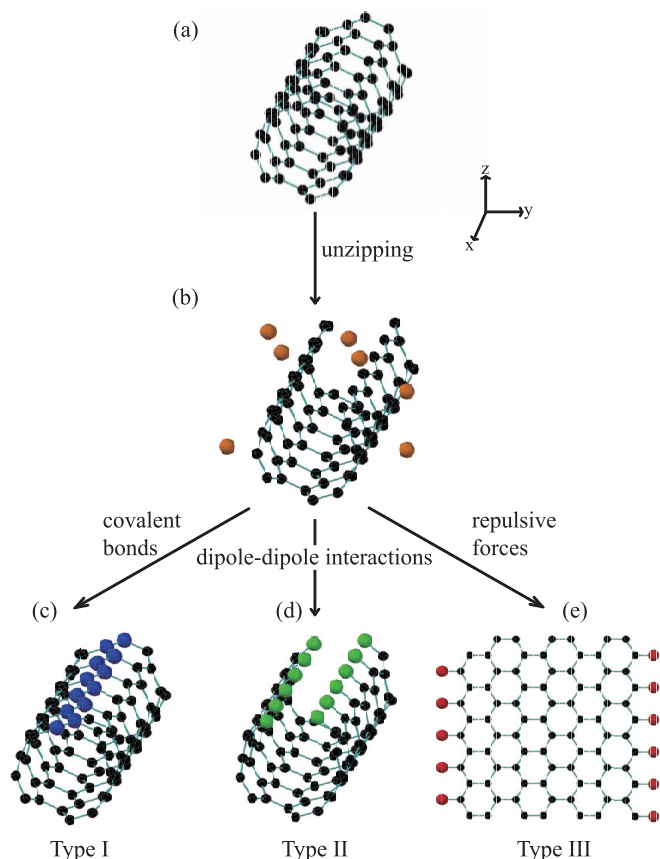 (a)
z
y
x
unzipping
(b)
covalent
bonds
dipole-dipole interactions
repulsive
forces
(c)
(d)
(e)
Type I
Type II
Type III